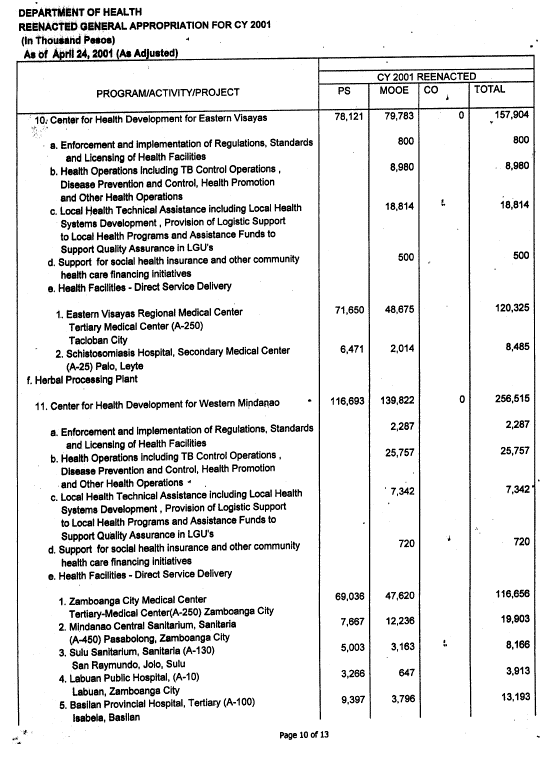 DEPARTMENT OF HEALTH
REENACTED GENERAL APPROPRIATION FOR CY 2001
(In Thousand Pesos)
As of April 24, 2001 (As Adjusted)
CY 2001 REENACTED
PROGRAM/ACTIVITY/PROJECT PS MOOE CO TOTAL
10. Center for Health Development for Eastern Visayas 78,121 79,783 0 157,904
a. Enforcement and Implementation of Regulations, Standards 800 800
and Licensing of Health Facilities
b. Health Operations including TB Control Operations , 8,980 8,980
Disease Prevention and Control, Health Promotion
and Other Health Operations
c. Local Health Technical Assistance including Local Health 18,814 18,814
Systems Development , Provision of Logistic Support
to Local Health Programs and Assistance Funds to
Support Quality Assurance in LGU's
d. Support for social health insurance and other community 500 500
health care financing initiatives
e. Health Facilities - Direct Service Delivery
1. Eastern Visayas Regional Medical Center 71,650 48,675 120,325
Tertiary Medical Center (A-250)
Tacloban City
2. Schistosomiasis Hospital, Secondary Medical Center 6,471 2,014 8,485
(A-25) Palo, Leyte
f. Herbal Processing Plant
11. Center for Health Development for Western Mindanao 116,693 139,822 0 256,515
a. Enforcement and Implementation of Regulations, Standards 2,287 2,287
and Licensing of Health Facilities
b. Health Operations including TB Control Operations , 25,757 25,757
Disease Prevention and Control, Health Promotion
and Other Health Operations
c. Local Health Technical Assistance including Local Health 7,342 7,342
Systems Development , Provision of Logistic Support
to Local Health Programs and Assistance Funds to
Support Quality Assurance in LGU's
d. Support for social health insurance and other community 720 720
health care financing initiatives
e. Health Facilities - Direct Service Delivery
1. Zamboanga City Medical Center 69,036 47,620 116,656
Tertiary-Medical Center(A-250) Zamboanga City
2. Mindanao Central Sanitarium, Sanitaria 7,667 12,236 19,903
(A-450) Pasabolong, Zamboanga City
3. Sulu Sanitarium, Sanitaria (A-130) 5,003 3,163 8,166
San Raymundo, Jolo, Sulu
4. Labuan Public Hospital, (A-10) 3,266 647 3,913
Labuan, Zamboanga City
5. Basilan Provincial Hospital, Tertiary (A-100) 9,397 3,796 13,193
Isabela, Basilan
Page 10 of 13